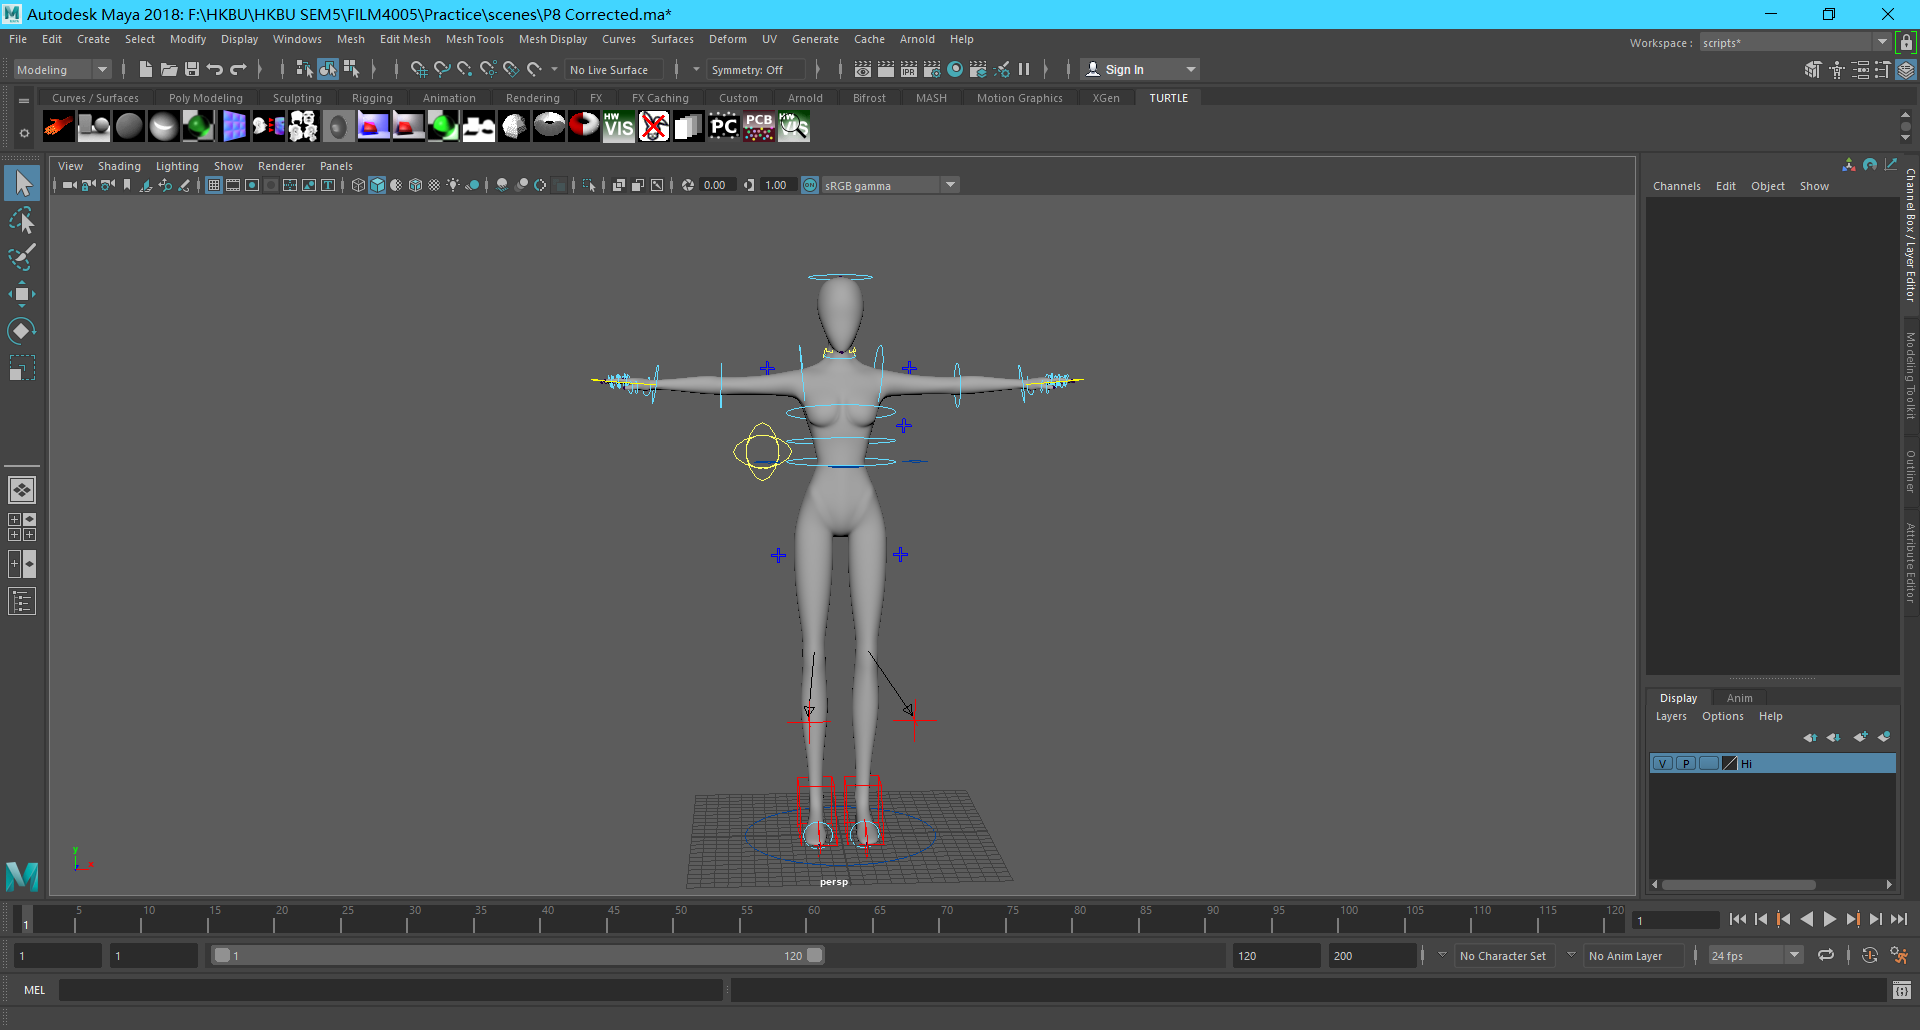 Autodesk Maya 2018: F:\HKBU\HKBU SEM5\FILM4005\Practice\scenes\P8 Corrected.ma*
File Edit Create Select Modify Display Windows Mesh Edit Mesh Mesh Tools Mesh Display Curves Surfaces Deform UV Generate Cache Arnold Help
Workspace : scripts*
Modeling No Live Surface Symmetry: Off IPR Sign In
Curves / Surfaces Poly Modeling Sculpting Rigging Animation Rendering FX FX Caching Custom Arnold Bifrost MASH Motion Graphics XGen TURTLE
HW VIS PC PCB
View Shading Lighting Show Renderer Panels
0.00 1.00 ON sRGB gamma
Channels Edit Object Show
Channel Box / Layer Editor
Modeling Toolkit
Outliner
Attribute Editor
Display Anim
Layers Options Help
V P Hi
y
x
persp
5 10 15 20 25 30 35 40 45 50 55 60 65 70 75 80 85 90 95 100 105 110 115 120
1 1
1 1 1 120 120 200 No Character Set No Anim Layer 24 fps
MEL